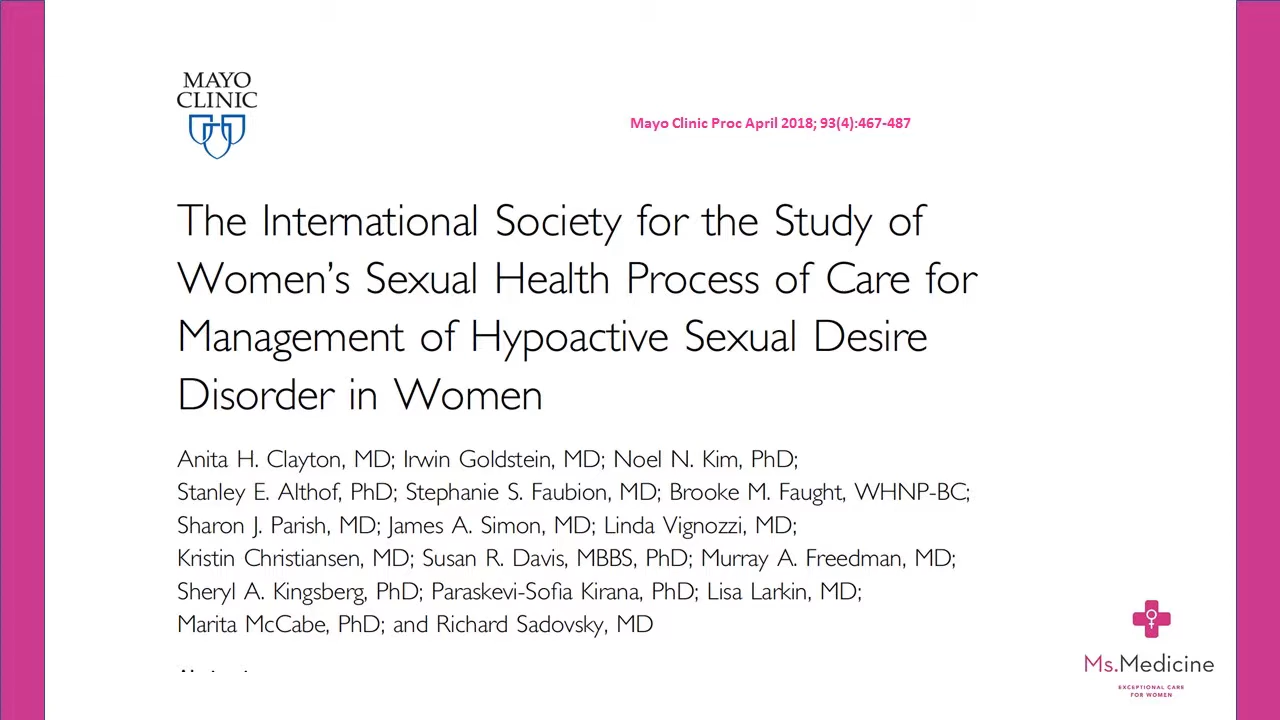 MAYO
CLINIC
Mayo Clinic Proc April 2018; 93(4):467-487
The International Society for the Study of
Women's Sexual Health Process of Care for
Management of Hypoactive Sexual Desire
Disorder in Women
Anita H. Clayton, MD; Irwin Goldstein, MD; Noel N. Kim, PhD;
Stanley E. Althof, PhD; Stephanie S. Faubion, MD; Brooke M. Faught, WHNP-BC;
Sharon J. Parish, MD; James A. Simon, MD; Linda Vignozzi, MD;
Kristin Christiansen, MD; Susan R. Davis, MBBS, PhD; Murray A. Freedman, MD;
Sheryl A. Kingsberg, PhD; Paraskevi-Sofia Kirana, PhD; Lisa Larkin, MD;
Marita McCabe, PhD; and Richard Sadovsky, MD
Ms.Medicine
EXCEPTIONAL CARE
FOR WOMEN